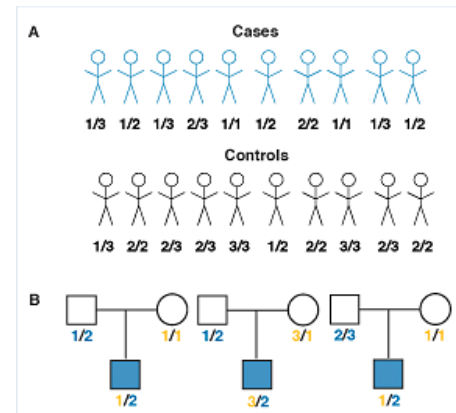 A
Cases
1/3 1/2 1/3 2/3 1/1 1/2 2/2 1/1 1/3 1/2
Controls
1/3 2/2 2/3 2/3 3/3 1/2 2/2 3/3 2/3 2/2
B
1/2 1/1 1/2 3/1 2/3 1/1
1/2 3/2 1/2